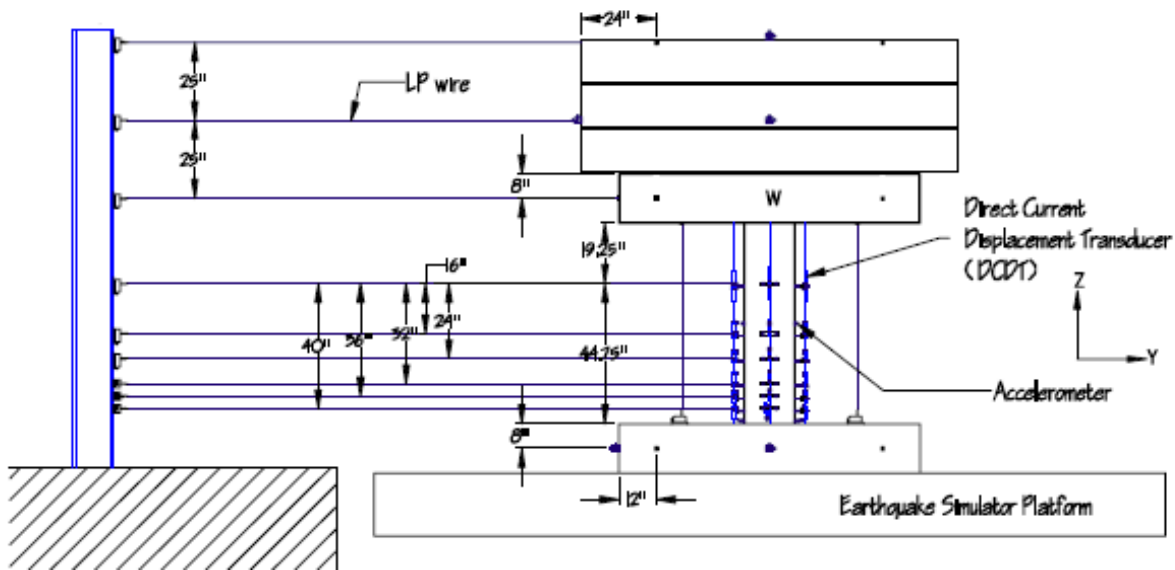 24"
25"
LP wire
25"
8"
W
Direct Current
Displacement Transducer
(DCDT)
19.25"
16"
Z
24"
32"
36"
40"
44.75"
Y
Accelerometer
8"
12"
Earthquake Simulator Platform